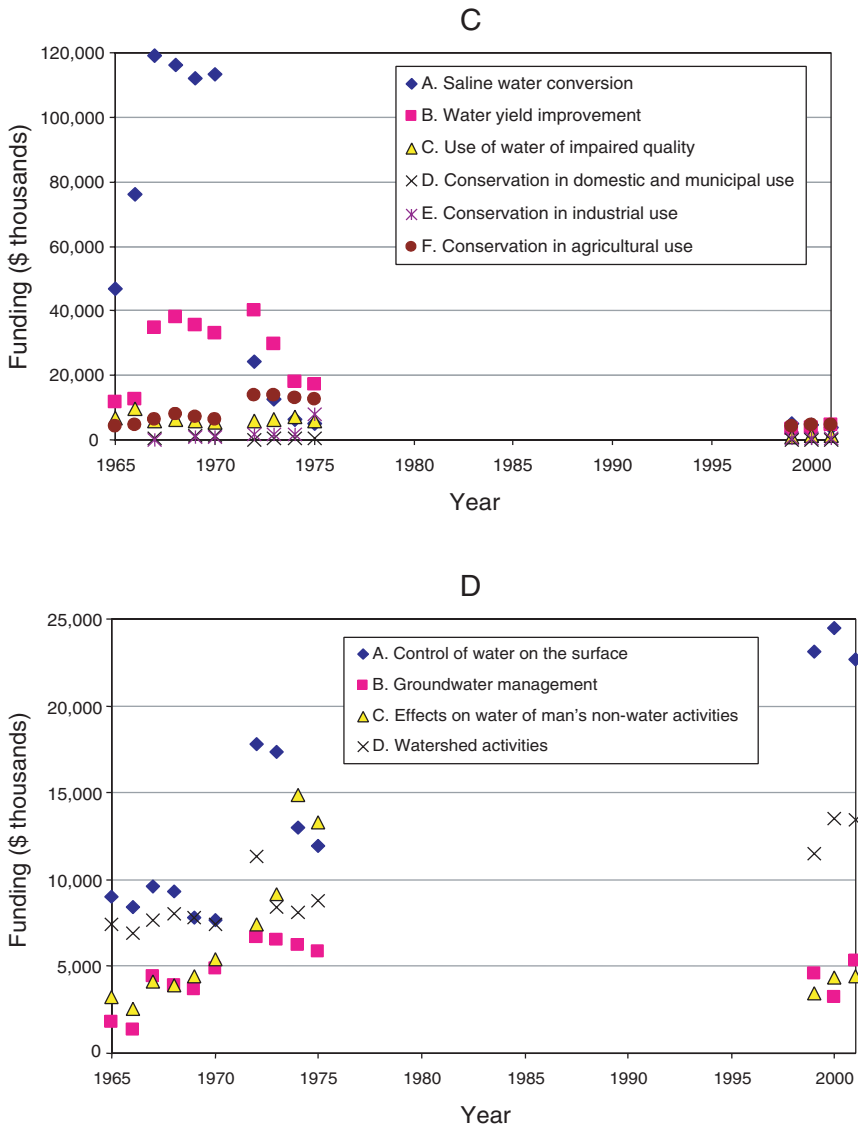 C
120,000
100,000
80,000
60,000
40,000
20,000
0
Funding ($ thousands)
A. Saline water conversion
B. Water yield improvement
C. Use of water of impaired quality
D. Conservation in domestic and municipal use
E. Conservation in industrial use
F. Conservation in agricultural use
1965 1970 1975 1980 1985 1990 1995 2000
Year
D
25,000
20,000
15,000
10,000
5,000
0
Funding ($ thousands)
A. Control of water on the surface
B. Groundwater management
C. Effects on water of man's non-water activities
D. Watershed activities
1965 1970 1975 1980 1985 1990 1995 2000
Year